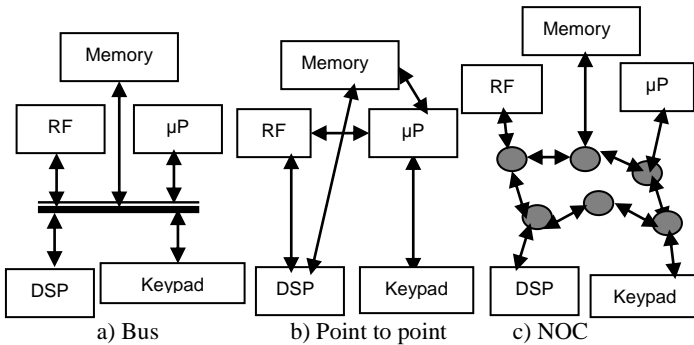 Memory
RF
µP
DSP
Keypad
a) Bus
Memory
RF
µP
DSP
Keypad
b) Point to point
Memory
RF
µP
DSP
Keypad
c) NOC